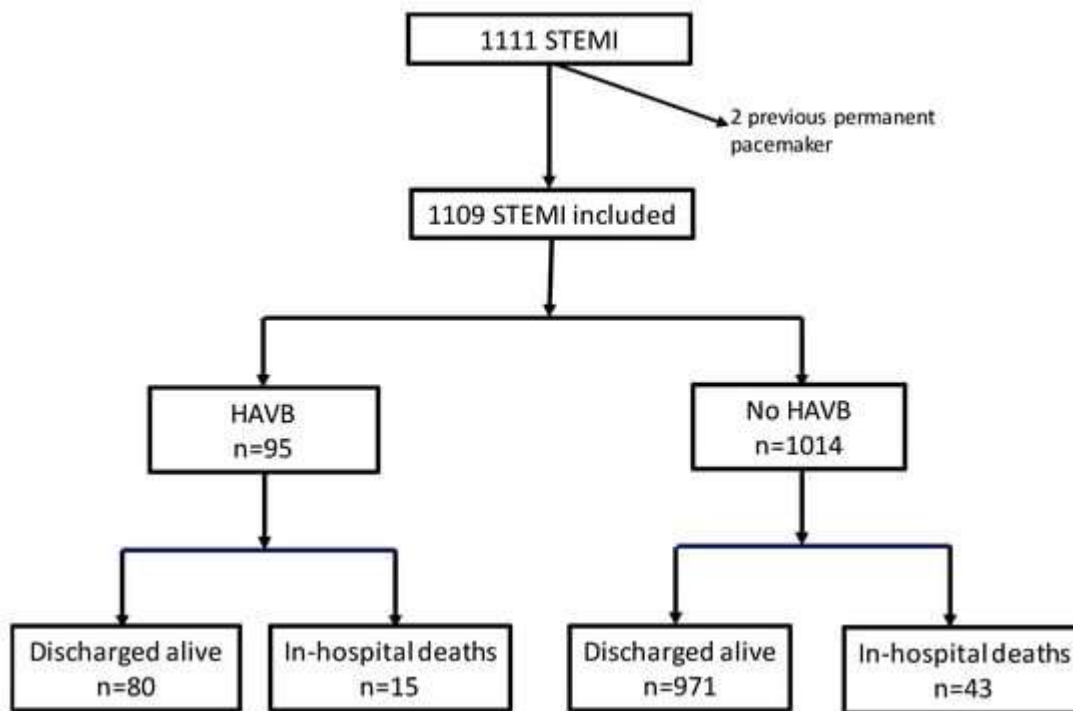 1111 STEMI
2 previous permanent
pacemaker
1109 STEMI included
HAVB
n=95
No HAVB
n=1014
Discharged alive
n=80
In-hospital deaths
n=15
Discharged alive
n=971
In-hospital deaths
n=43